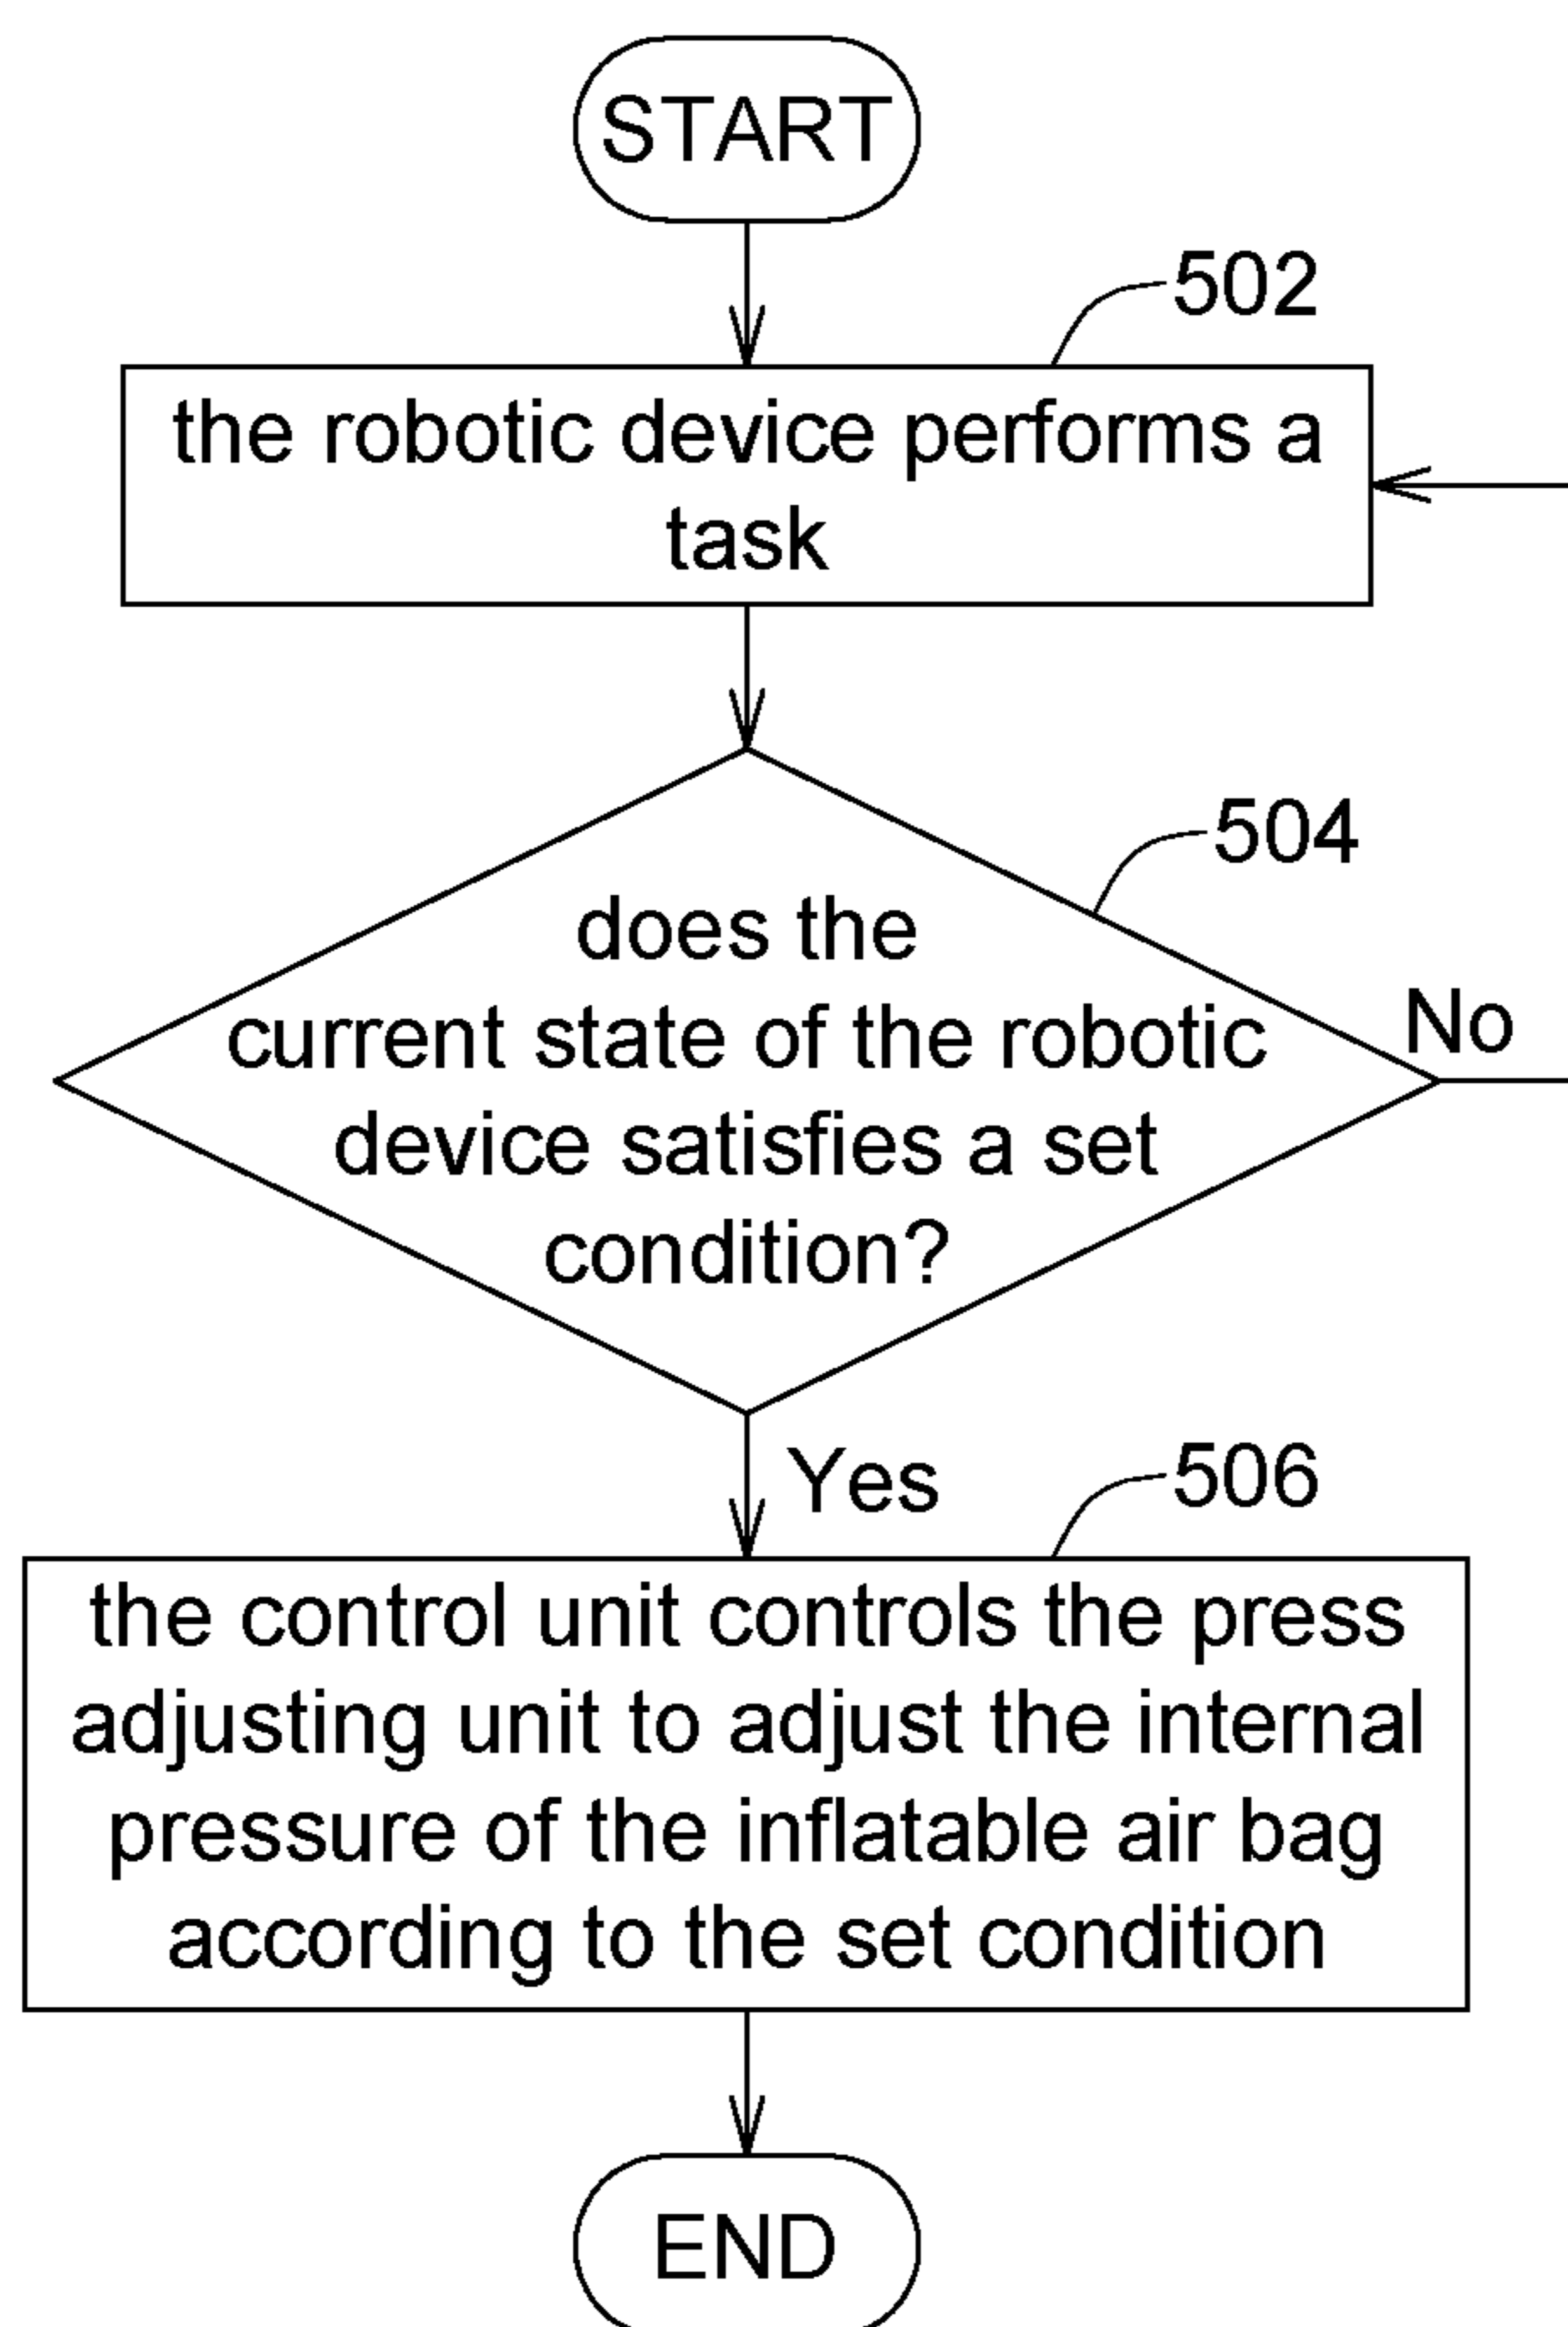 START
502
the robotic device performs a
task
504
does the
current state of the robotic
device satisfies a set
condition?
No
Yes
506
the control unit controls the press
adjusting unit to adjust the internal
pressure of the inflatable air bag
according to the set condition
END